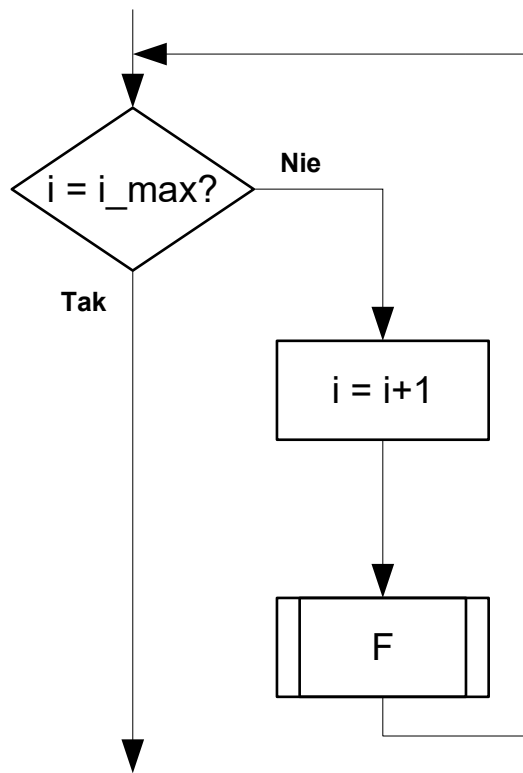 i = i_max?
Nie
Tak
i = i+1
F